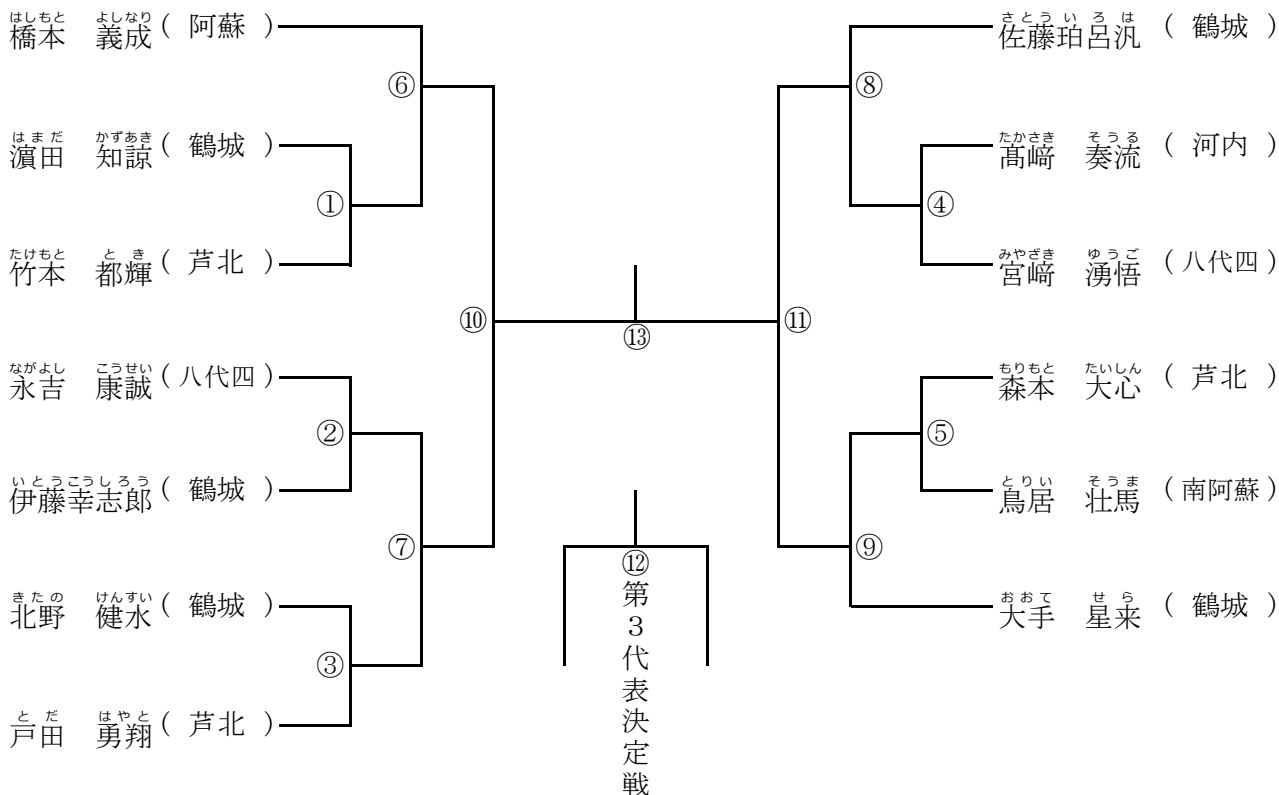 はしもと よしなり
橋本 義成 ( 阿蘇 )
⑥
はまだ かずあき
濵田 知諒 ( 鶴城 )
①
たけもと とき
竹本 都輝 ( 芦北 )
⑩
ながよし こうせい
永吉 康誠 ( 八代四 )
②
いとうこうしろう
伊藤幸志郎 ( 鶴城 )
⑦
きたの けんすい
北野 健水 ( 鶴城 )
③
とだ はやと
戸田 勇翔 ( 芦北 )
⑬
⑫
第3代表決定戦
さとういろは
佐藤珀呂汎 ( 鶴城 )
⑧
たかさき そうる
髙﨑 奏流 ( 河内 )
④
みやざき ゆうご
宮﨑 湧悟 ( 八代四 )
⑪
もりもと たいしん
森本 大心 ( 芦北 )
⑤
とりい そうま
鳥居 壮馬 ( 南阿蘇 )
⑨
おおて せら
大手 星来 ( 鶴城 )